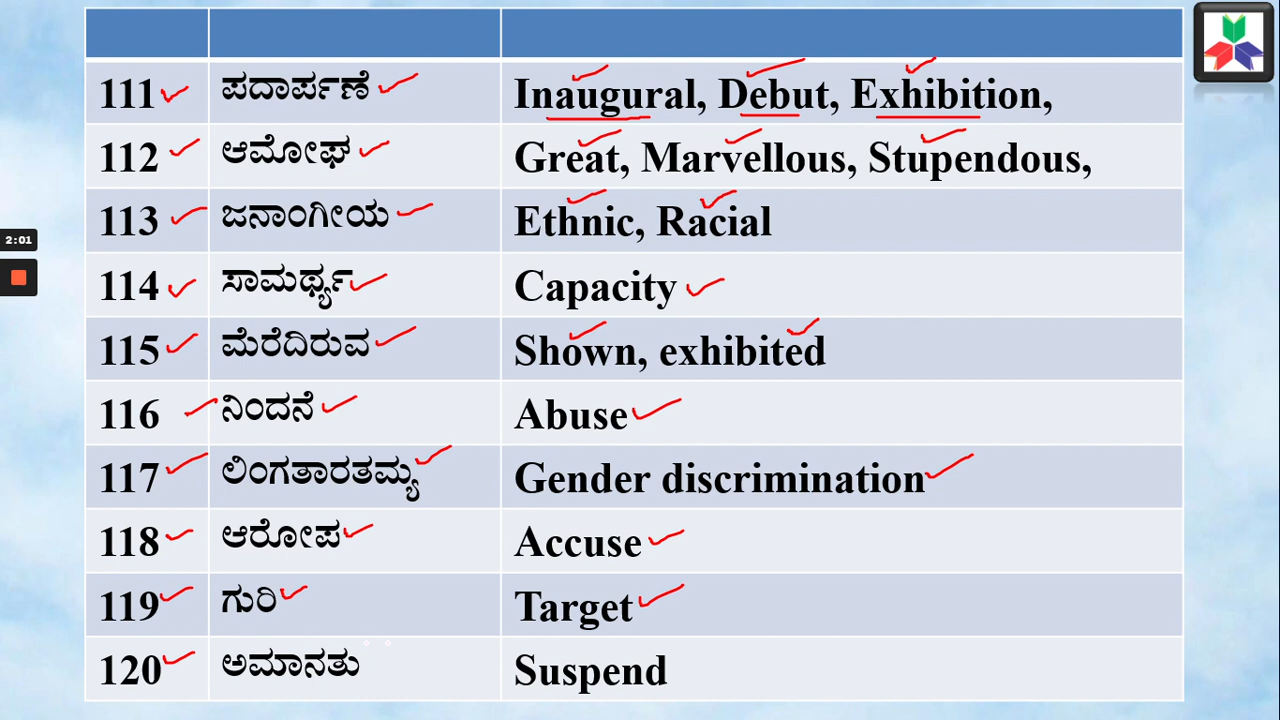 111 ಪದಾರ್ಪಣೆ Inaugural, Debut, Exhibition,
112 ಆಮೋಘ Great, Marvellous, Stupendous,
113 ಜನಾಂಗೀಯ Ethnic, Racial
114 ಸಾಮರ್ಥ್ಯ Capacity
115 ಮೆರೆದಿರುವ Shown, exhibited
116 ನಿಂದನೆ Abuse
117 ಲಿಂಗತಾರತಮ್ಯ Gender discrimination
118 ಆರೋಪ Accuse
119 ಗುರಿ Target
120 ಅಮಾನತು Suspend
2:01